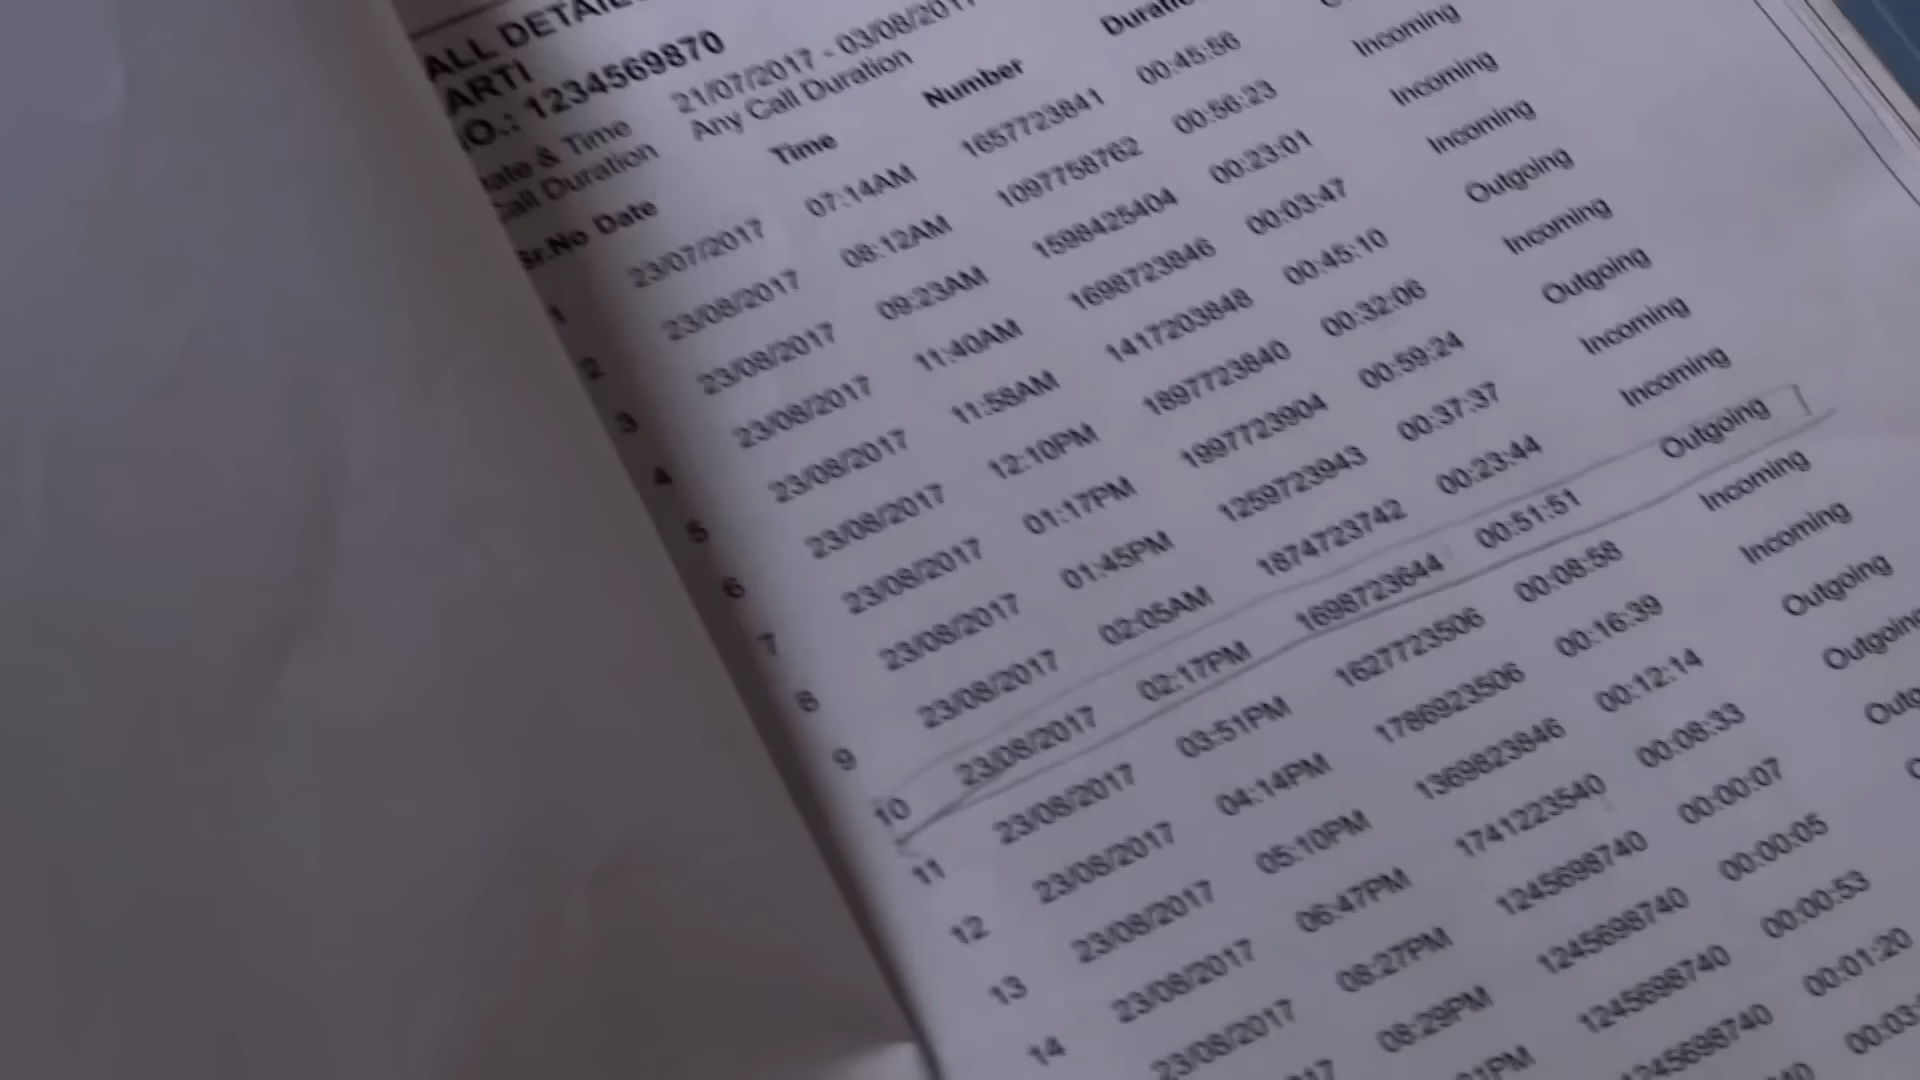 ALL DETAILS
ARTI
O.: 1234569870
ate & Time 21/07/2017 - 03/08/2017
all Duration Any Call Duration
Sr.No Date Time Number Duration
1 23/07/2017 07:14AM 1657723841 00:45:56
2 23/08/2017 08:12AM 1097758762 00:56:23 Incoming
3 23/08/2017 09:23AM 1598425404 00:23:01 Incoming
4 23/08/2017 11:40AM 1698723846 00:03:47 Incoming
5 23/08/2017 11:58AM 1417203848 00:45:10 Outgoing
6 23/08/2017 12:10PM 1897723840 00:32:06 Incoming
7 23/08/2017 01:17PM 1997723904 00:59:24 Outgoing
8 23/08/2017 01:45PM 1259723943 00:37:37 Incoming
9 23/08/2017 02:05AM 1874723742 00:23:44 Incoming
10 23/08/2017 02:17PM 1698723644 00:51:51 Outgoing
11 23/08/2017 03:51PM 1627723506 00:08:58 Incoming
12 23/08/2017 04:14PM 1786923506 00:16:39 Incoming
13 23/08/2017 05:10PM 1369823846 00:12:14 Outgoing
14 23/08/2017 06:47PM 1741223540 00:08:33 Outgoing
23/08/2017 08:27PM 1245698740 00:00:07 Outg
08:29PM 1245698740 00:00:05
1245698740 00:00:53
1245698740 00:01:20